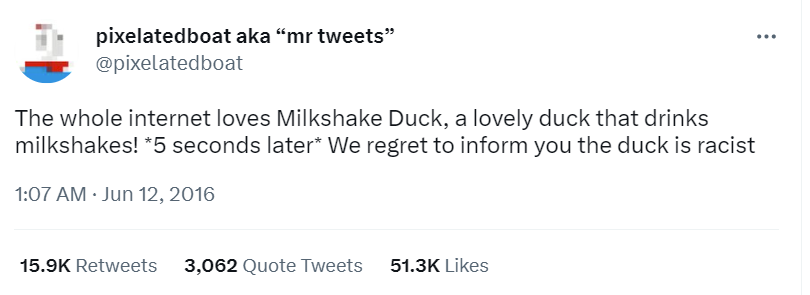 pixelatedboat aka “mr tweets”
@pixelatedboat
The whole internet loves Milkshake Duck, a lovely duck that drinks
milkshakes! *5 seconds later* We regret to inform you the duck is racist
1:07 AM · Jun 12, 2016
15.9K Retweets 3,062 Quote Tweets 51.3K Likes